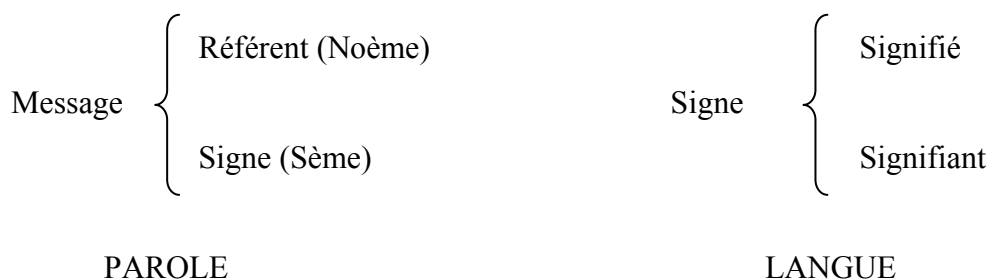 Référent (Noème) Signifié
Message Signe
Signe (Sème) Signifiant
PAROLE LANGUE